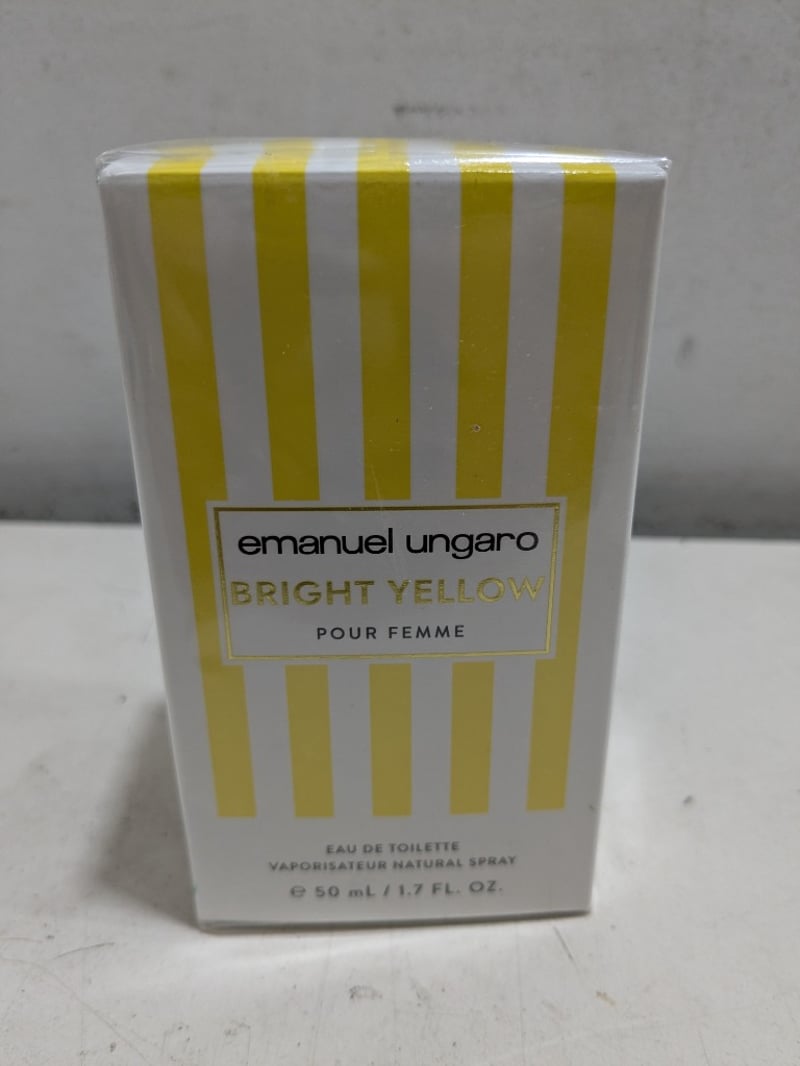 emanuel ungaro
BRIGHT YELLOW
POUR FEMME
EAU DE TOILETTE
VAPORISATEUR NATURAL SPRAY
℮ 50 mL / 1.7 FL. OZ.